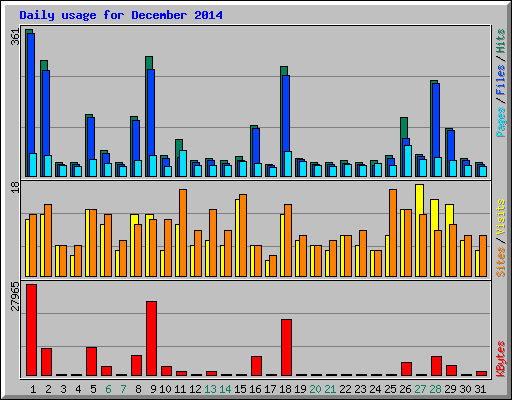 Daily usage for December 2014
361
Pages / Files / Hits
18
Sites / Visits
27965
KBytes
1 2 3 4 5 6 7 8 9 10 11 12 13 14 15 16 17 18 19 20 21 22 23 24 25 26 27 28 29 30 31